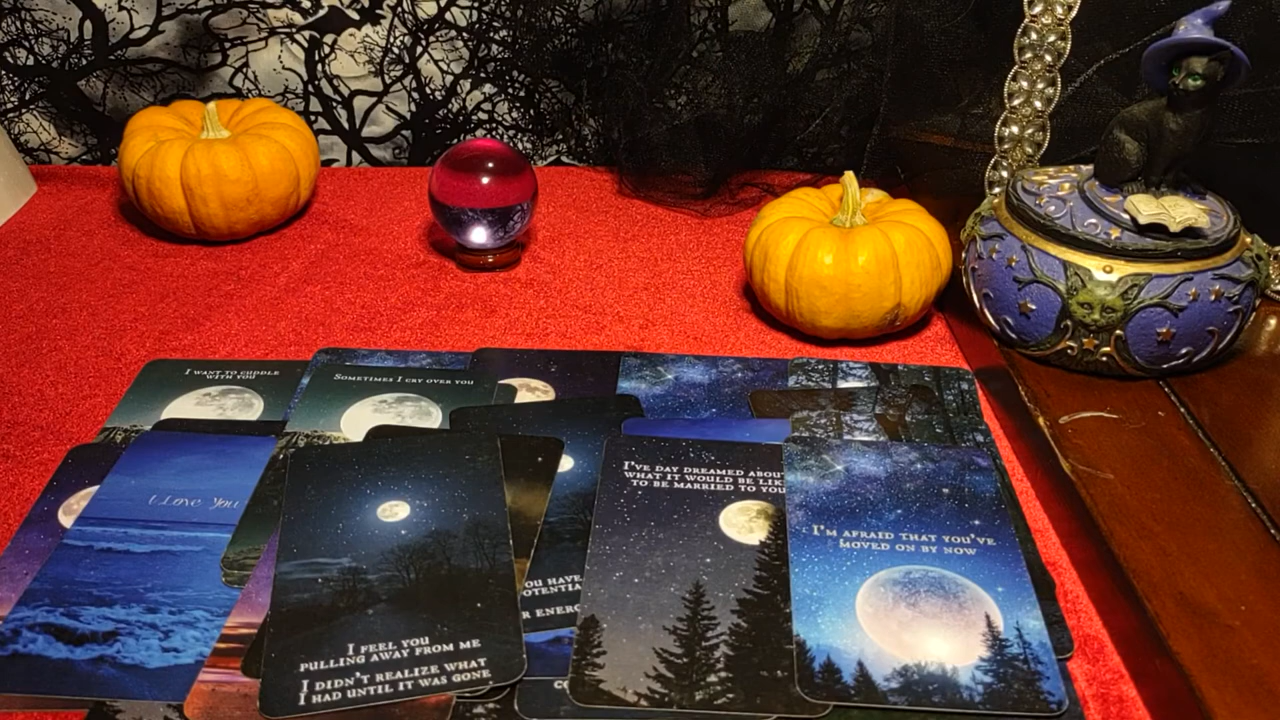 I want to cuddle
with you
Sometimes I cry over you
I Love You
I feel you
pulling away from me
I didn't realize what
I had until it was gone
I've day dreamed
what it would be
to be married to you
I'm afraid that you've
moved on by now